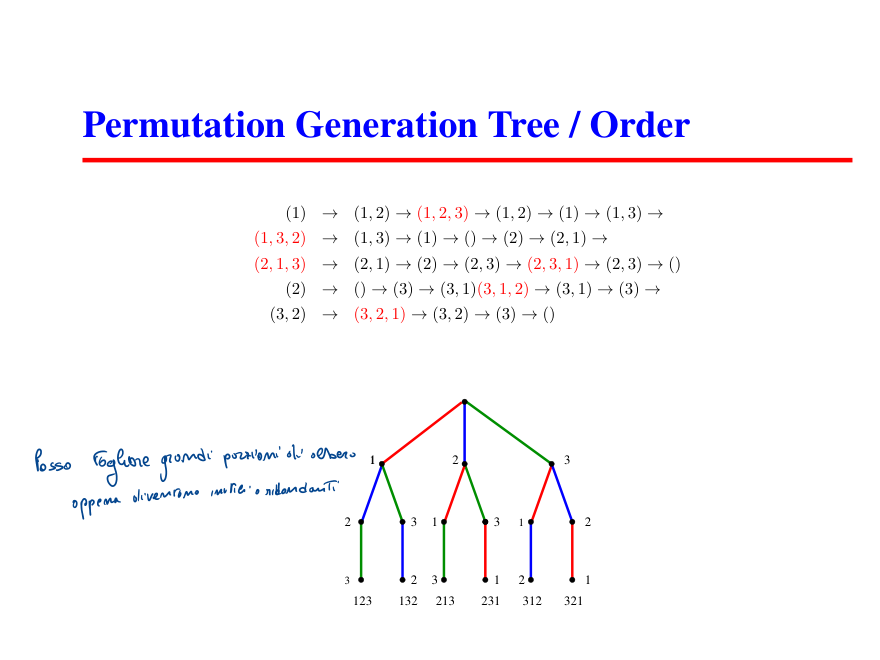 Permutation Generation Tree / Order
(1) → (1, 2) → (1, 2, 3) → (1, 2) → (1) → (1, 3) →
(1, 3, 2) → (1, 3) → (1) → () → (2) → (2, 1) →
(2, 1, 3) → (2, 1) → (2) → (2, 3) → (2, 3, 1) → (2, 3) → ()
(2) → () → (3) → (3, 1)(3, 1, 2) → (3, 1) → (3) →
(3, 2) → (3, 2, 1) → (3, 2) → (3) → ()
Posso togliere grandi porzioni di albero
appena diventano inutili o ridondanti
1 2 3
2 3 1 3 1 2
3 2 3 1 2 1
123 132 213 231 312 321